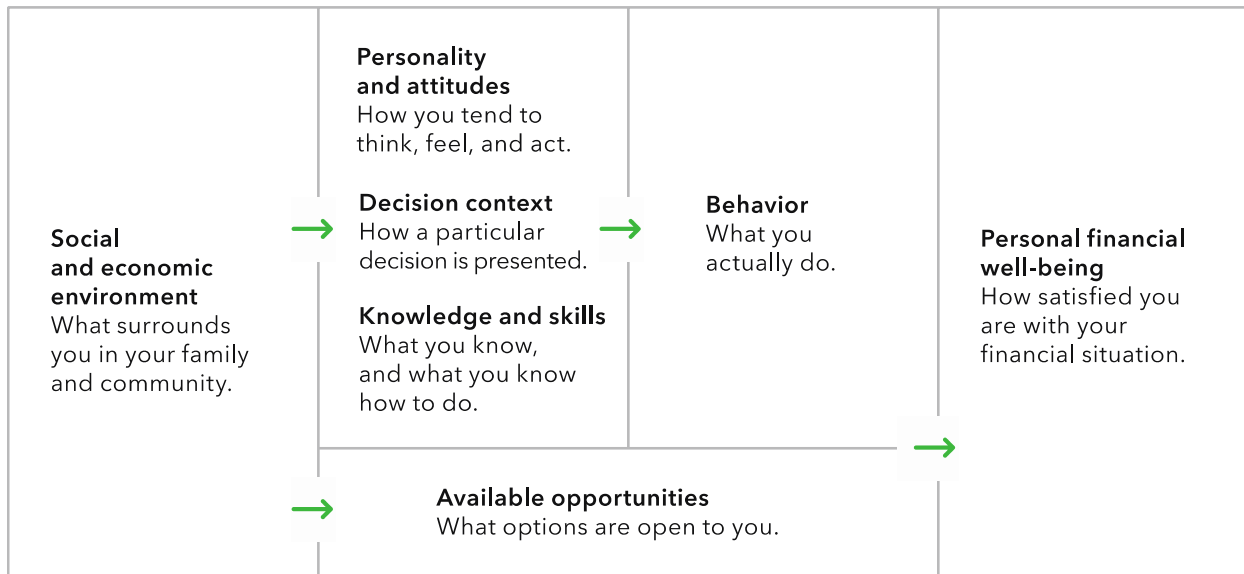 Social
and economic
environment
What surrounds
you in your family
and community.
Personality
and attitudes
How you tend to
think, feel, and act.
Decision context
How a particular
decision is presented.
Knowledge and skills
What you know,
and what you know
how to do.
Behavior
What you
actually do.
Available opportunities
What options are open to you.
Personal financial
well-being
How satisfied you
are with your
financial situation.